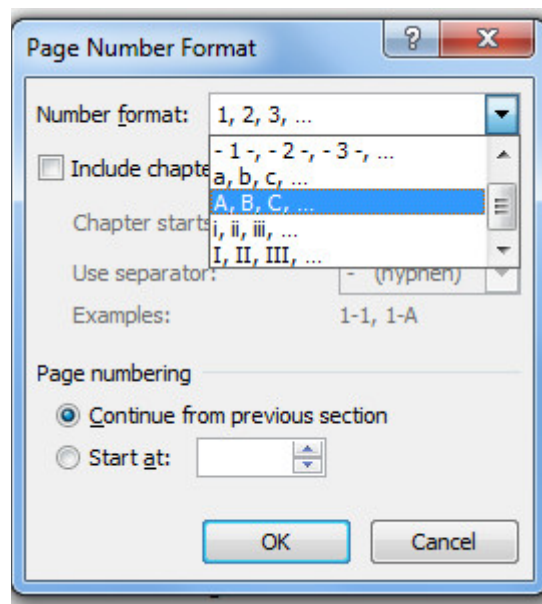 Page Number Format
Number format: 1, 2, 3, ...
- 1 -, - 2 -, - 3 -, ...
Include chapte
a, b, c, ...
A, B, C, ...
Chapter starts
i, ii, iii, ...
I, II, III, ...
Use separator: - (hyphen)
Examples: 1-1, 1-A
Page numbering
Continue from previous section
Start at:
OK Cancel